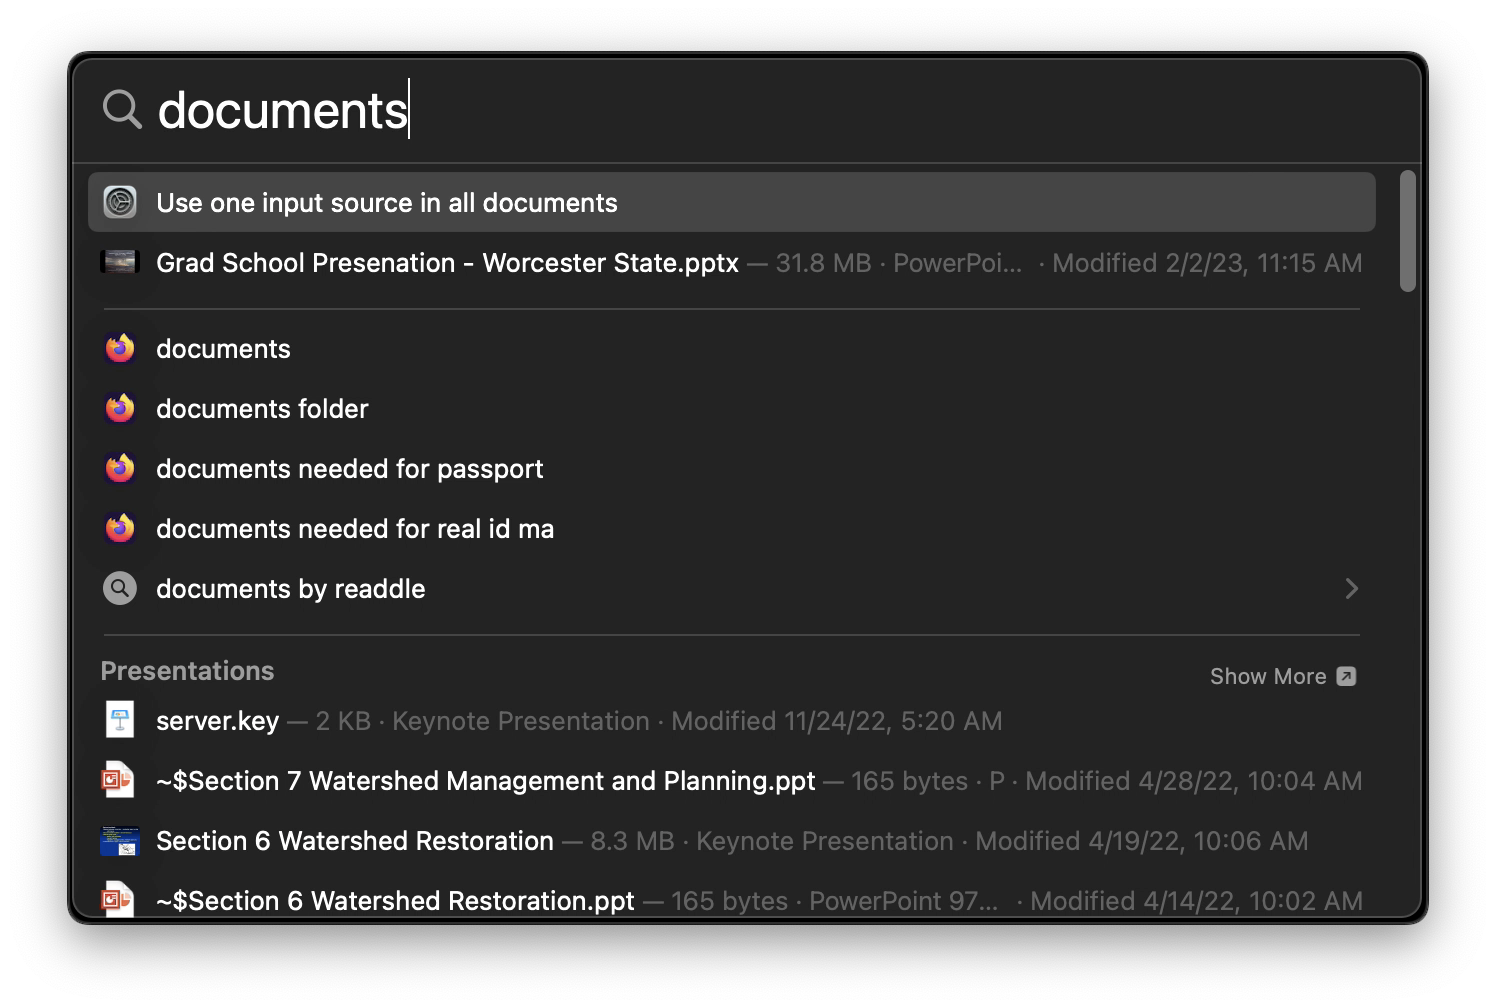 documents
Use one input source in all documents
Grad School Presenation - Worcester State.pptx — 31.8 MB · PowerPoi... · Modified 2/2/23, 11:15 AM
documents
documents folder
documents needed for passport
documents needed for real id ma
documents by readdle
Presentations
Show More
server.key — 2 KB · Keynote Presentation · Modified 11/24/22, 5:20 AM
~$Section 7 Watershed Management and Planning.ppt — 165 bytes · P · Modified 4/28/22, 10:04 AM
Section 6 Watershed Restoration — 8.3 MB · Keynote Presentation · Modified 4/19/22, 10:06 AM
~$Section 6 Watershed Restoration.ppt — 165 bytes · PowerPoint 97... · Modified 4/14/22, 10:02 AM